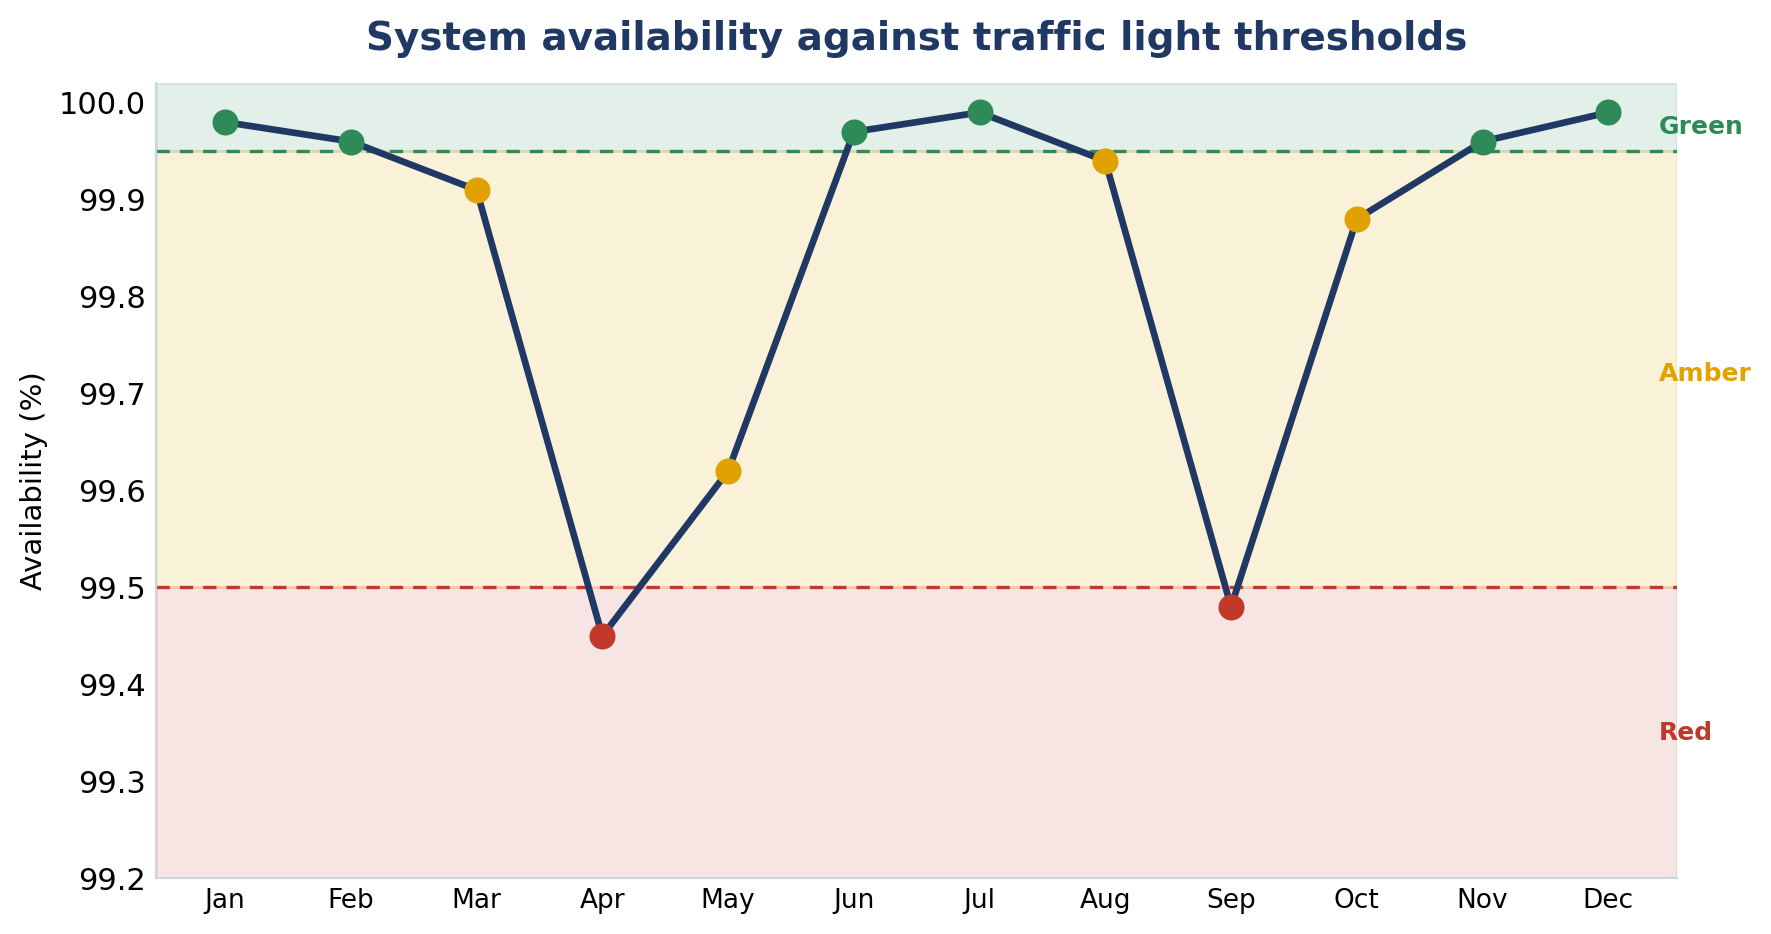 System availability against traffic light thresholds
Availability (%)
100.0
99.9
99.8
99.7
99.6
99.5
99.4
99.3
99.2
Green
Amber
Red
Jan Feb Mar Apr May Jun Jul Aug Sep Oct Nov Dec